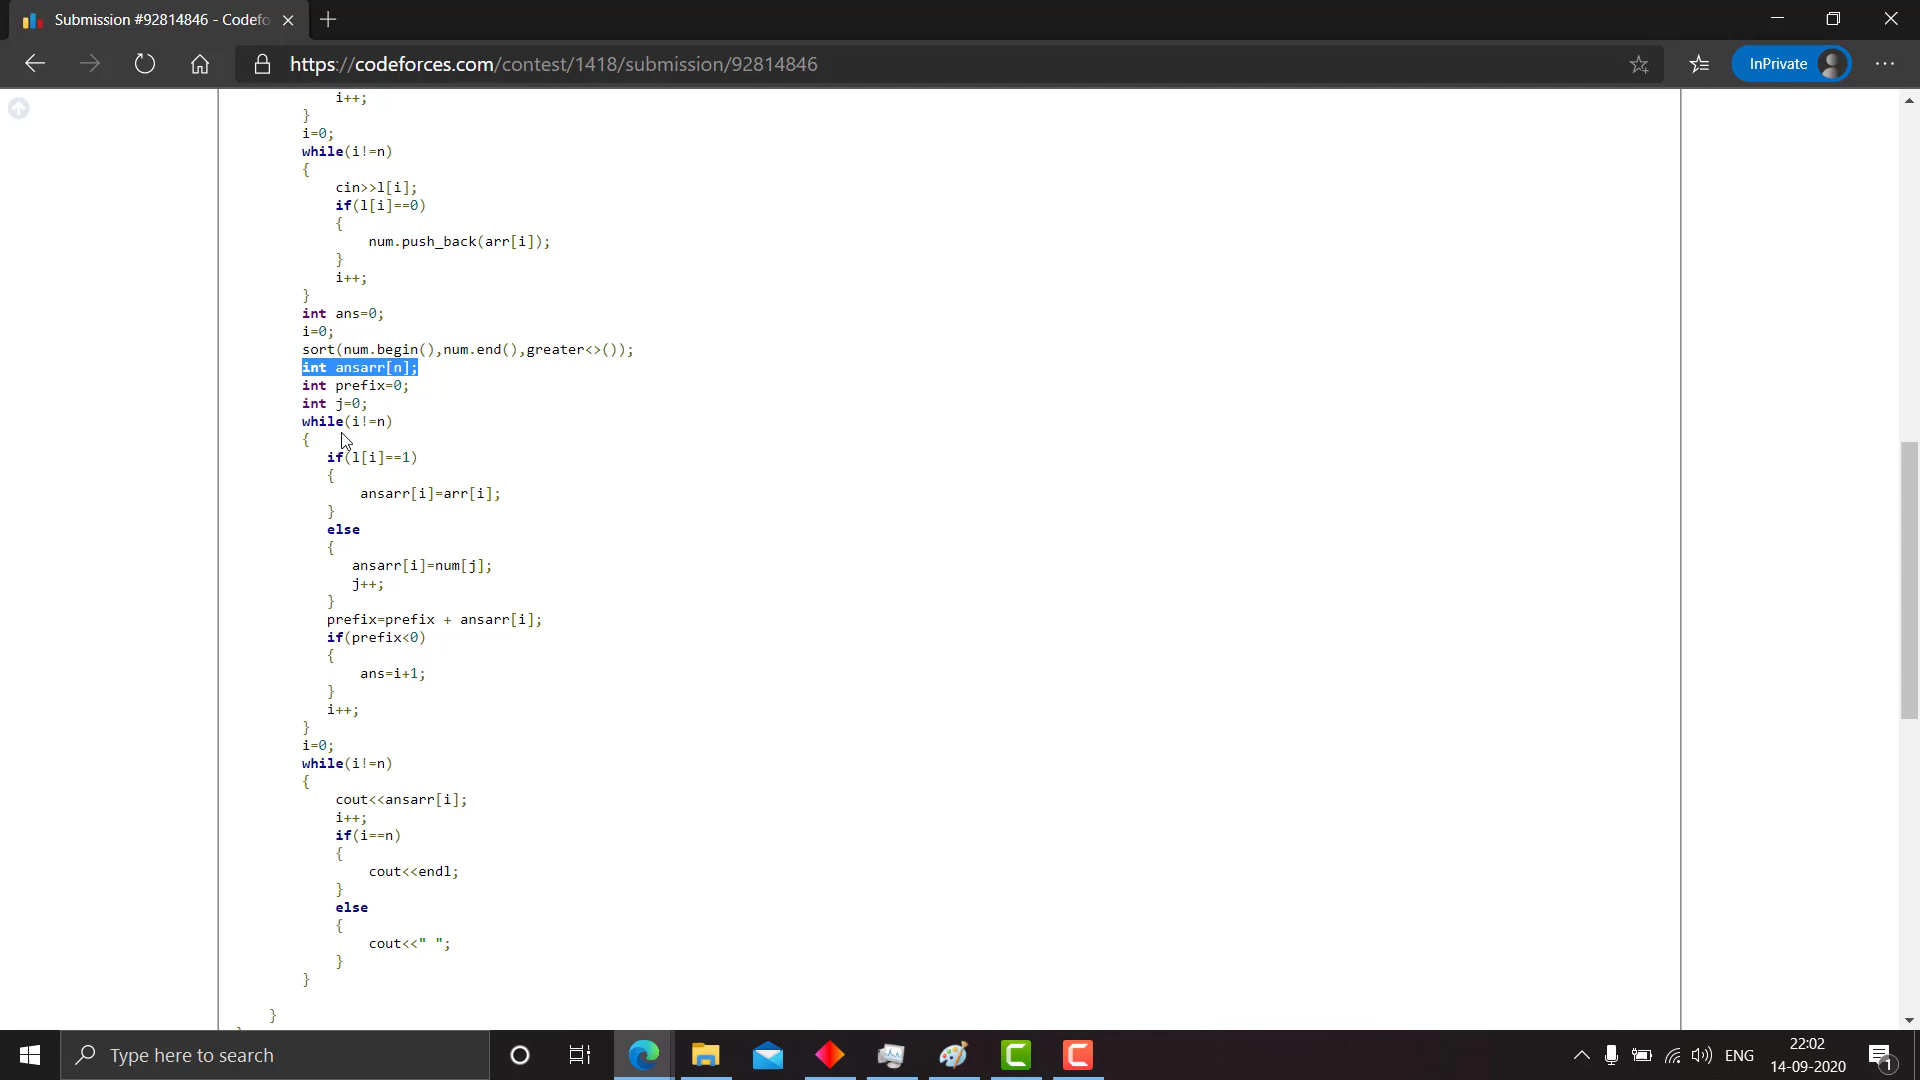 Submission #92814846 - Codefo
https://codeforces.com/contest/1418/submission/92814846
InPrivate
i++;
}
i=0;
while(i!=n)
{
cin>>l[i];
if(l[i]==0)
{
num.push_back(arr[i]);
}
i++;
}
int ans=0;
i=0;
sort(num.begin(),num.end(),greater<>());
int ansarr[n];
int prefix=0;
int j=0;
while(i!=n)
{
if(l[i]==1)
{
ansarr[i]=arr[i];
}
else
{
ansarr[i]=num[j];
j++;
}
prefix=prefix + ansarr[i];
if(prefix<0)
{
ans=i+1;
}
i++;
}
i=0;
while(i!=n)
{
cout<<ansarr[i];
i++;
if(i==n)
{
cout<<endl;
}
else
{
cout<<" ";
}
}
}
Type here to search
ENG
22:02
14-09-2020
1